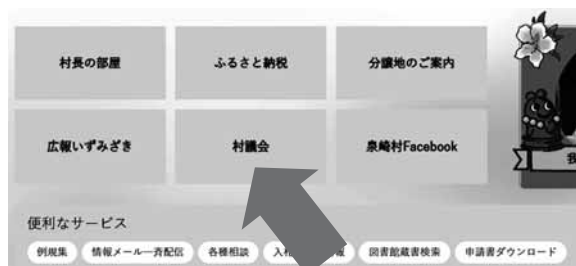 村長の部屋
ふるさと納税
分譲地のご案内
広報いずみざき
村議会
泉崎村Facebook
便利なサービス
例規集
情報メール一斉配信
各種相談
図書館蔵書検索
申請書ダウンロード